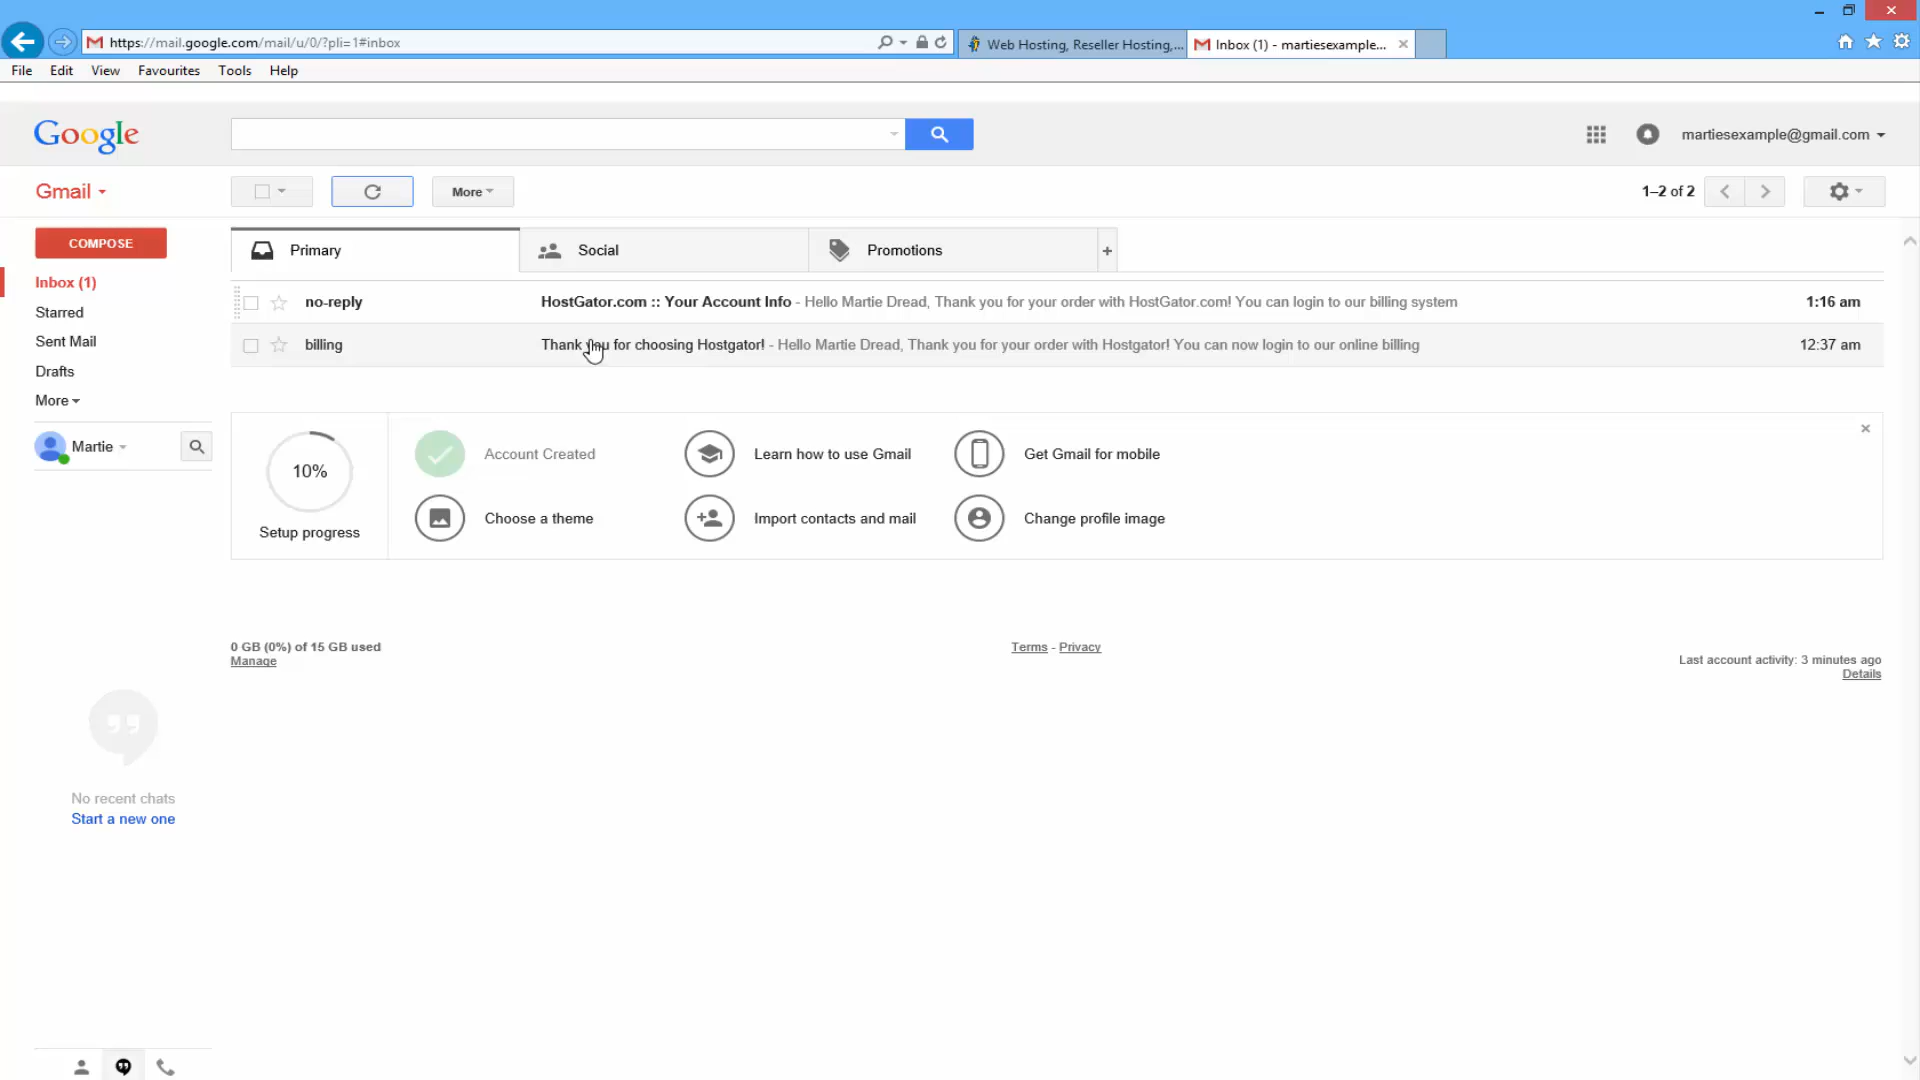 https://mail.google.com/mail/u/0/?pli=1#inbox
Web Hosting, Reseller Hosting,...
Inbox (1) - martiesexample...
File Edit View Favourites Tools Help
Google
martiesexample@gmail.com
Gmail
More
1–2 of 2
COMPOSE
Primary
Social
Promotions
Inbox (1)
Starred
Sent Mail
Drafts
More
Martie
no-reply HostGator.com :: Your Account Info - Hello Martie Dread, Thank you for your order with HostGator.com! You can login to our billing system 1:16 am
billing Thank you for choosing Hostgator! - Hello Martie Dread, Thank you for your order with Hostgator! You can now login to our online billing 12:37 am
10%
Setup progress
Account Created
Learn how to use Gmail
Get Gmail for mobile
Choose a theme
Import contacts and mail
Change profile image
0 GB (0%) of 15 GB used
Manage
Terms - Privacy
Last account activity: 3 minutes ago
Details
No recent chats
Start a new one